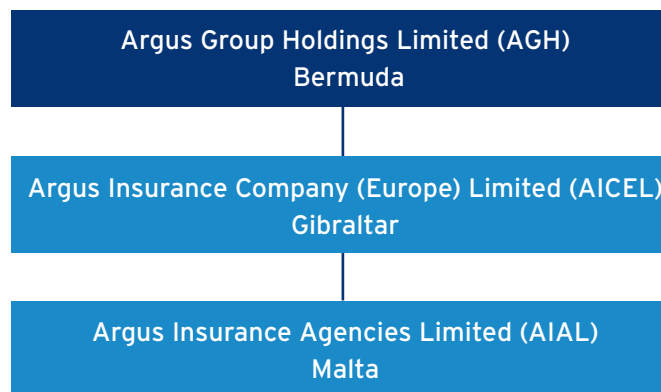 Argus Group Holdings Limited (AGH)
Bermuda
Argus Insurance Company (Europe) Limited (AICEL)
Gibraltar
Argus Insurance Agencies Limited (AIAL)
Malta